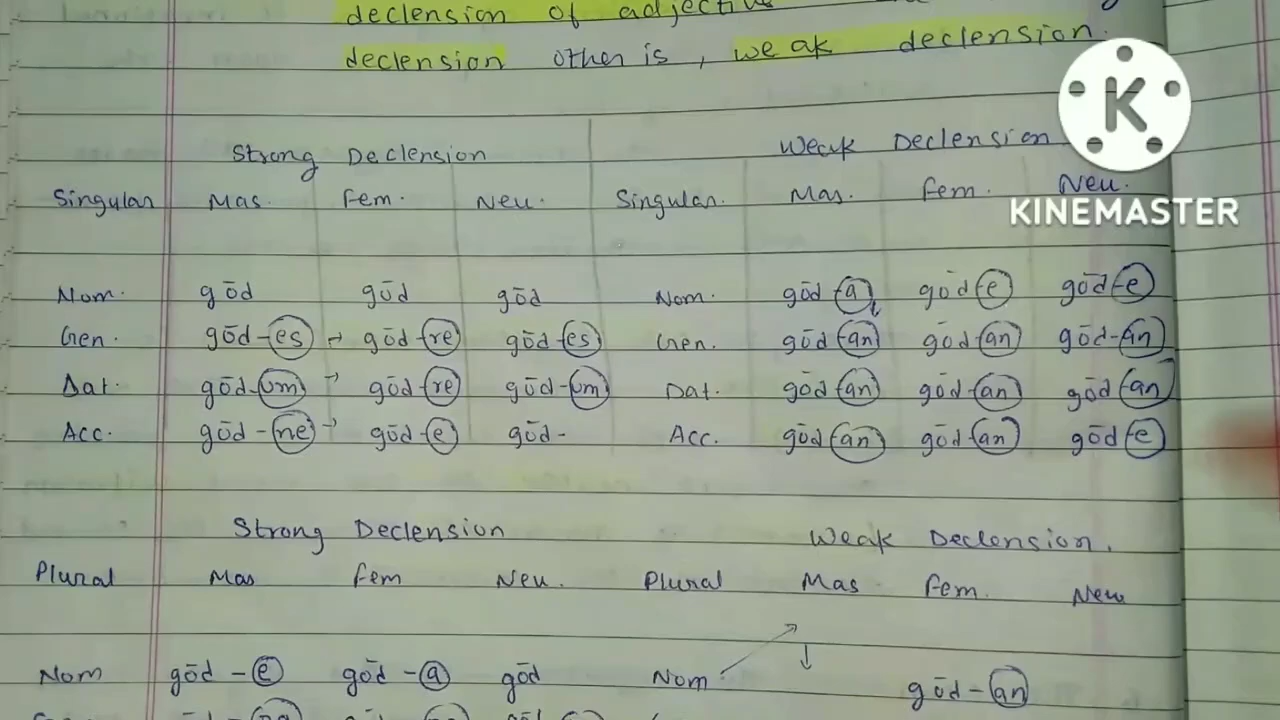 declension of adjective
declension other is, weak declension.
K
KINEMASTER
Strong Declension Weak Declension
Singular Mas. Fem. Neu. Singular. Mas. Fem. Neu.
Nom. gōd gōd gōd Nom. gōd-a gōd-e gōd-e
Gen. gōd-es → gōd-re gōd-es Gen. gōd-an gōd-an gōd-an
Dat. gōd-um → gōd-re gōd-um Dat. gōd-an gōd-an gōd-an
Acc. gōd-ne → gōd-e gōd- Acc. gōd-an gōd-an gōd-e
Strong Declension Weak Declension.
Plural Mas Fem Neu. Plural Mas. Fem. Neu
Nom gōd-e gōd-a gōd Nom gōd-an